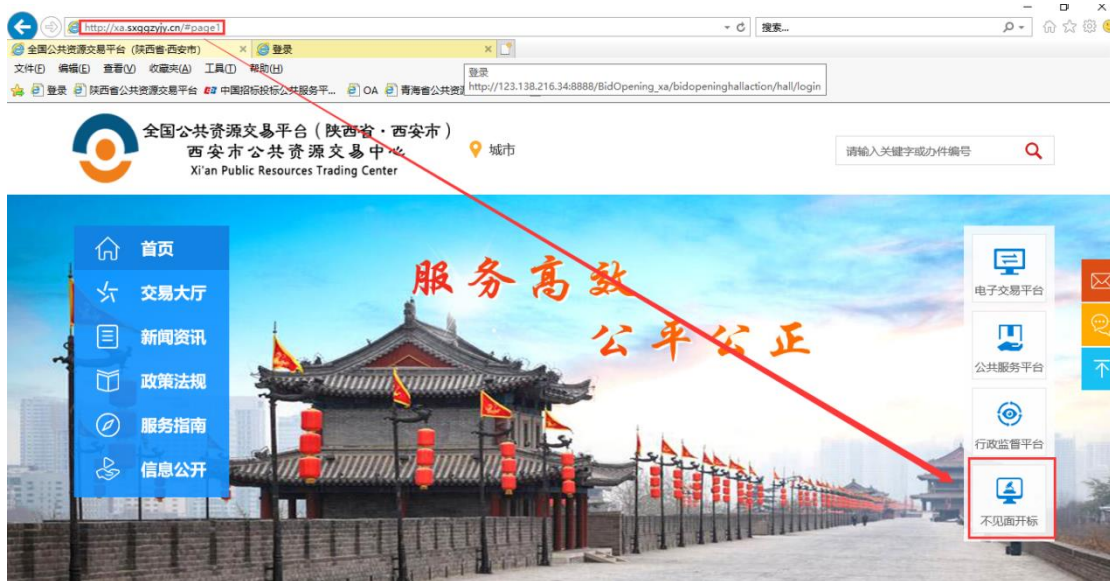 http://xa.sxggzyjy.cn/#page1
搜索...
全国公共资源交易平台（陕西省·西安市）
登录
文件(F) 编辑(E) 查看(V) 收藏夹(A) 工具(T) 帮助(H)
登录
http://123.138.216.34:8888/BidOpening_xa/bidopeninghallaction/hall/login
登录 陕西省公共资源交易平台 中国招标投标公共服务平... OA 青海省公共资
全国公共资源交易平台（陕西省·西安市）
西安市公共资源交易中心
Xi'an Public Resources Trading Center
城市
请输入关键字或办件编号
首页
交易大厅
新闻资讯
政策法规
服务指南
信息公开
服务高效
公平公正
电子交易平台
公共服务平台
行政监督平台
不见面开标